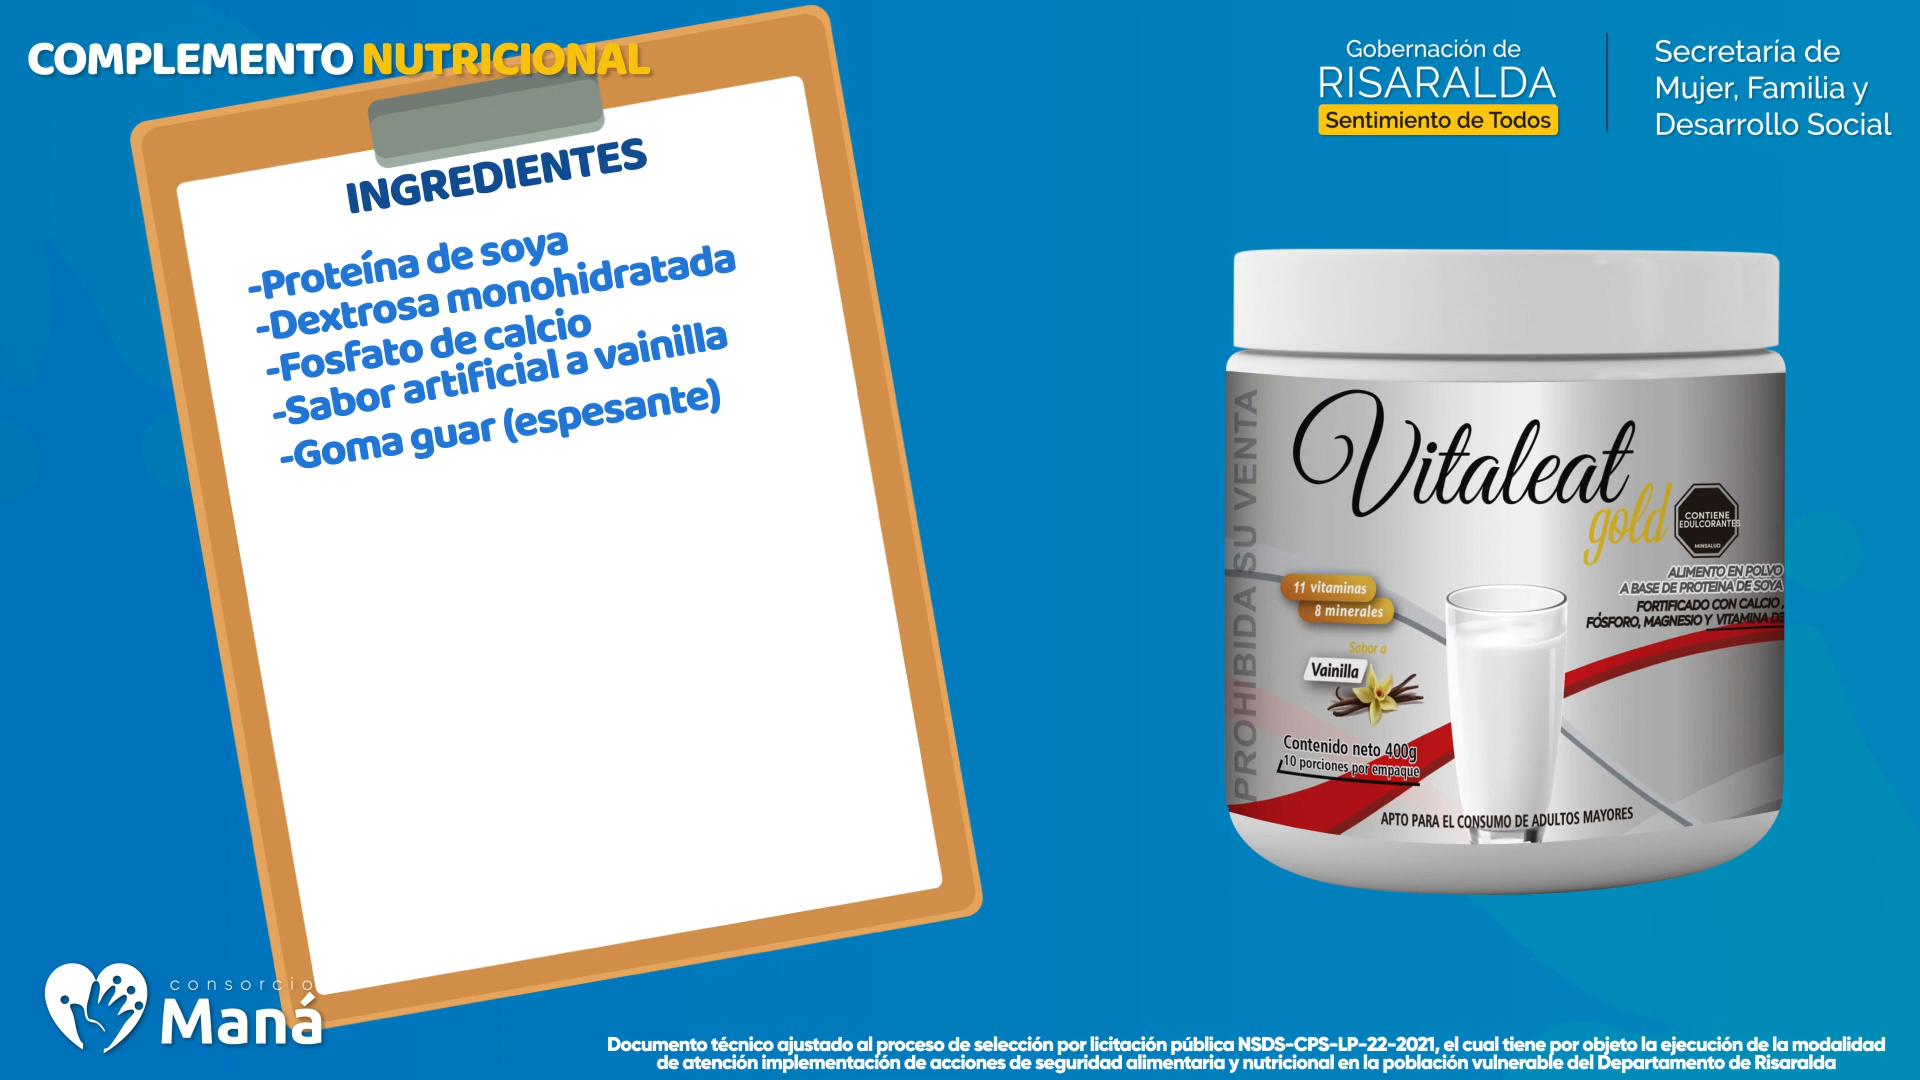 COMPLEMENTO NUTRICIONAL
Gobernación de
RISARALDA
Sentimiento de Todos
Secretaría de
Mujer, Familia y
Desarrollo Social
INGREDIENTES
-Proteína de soya
-Dextrosa monohidratada
-Fosfato de calcio
-Sabor artificial a vainilla
-Goma guar (espesante)
PROHIBIDA SU VENTA
Vitaleat
gold
CONTIENE
EDULCORANTES
MINSALUD
ALIMENTO EN POLVO
A BASE DE PROTEINA DE SOYA
FORTIFICADO CON CALCIO,
FÓSFORO, MAGNESIO Y VITAMINA D3
11 vitaminas
8 minerales
Sabor a
Vainilla
Contenido neto 400g
10 porciones por empaque
APTO PARA EL CONSUMO DE ADULTOS MAYORES
consorcio
Maná
Documento técnico ajustado al proceso de selección por licitación pública NSDS-CPS-LP-22-2021, el cual tiene por objeto la ejecución de la modalidad
de atención implementación de acciones de seguridad alimentaria y nutricional en la población vulnerable del Departamento de Risaralda